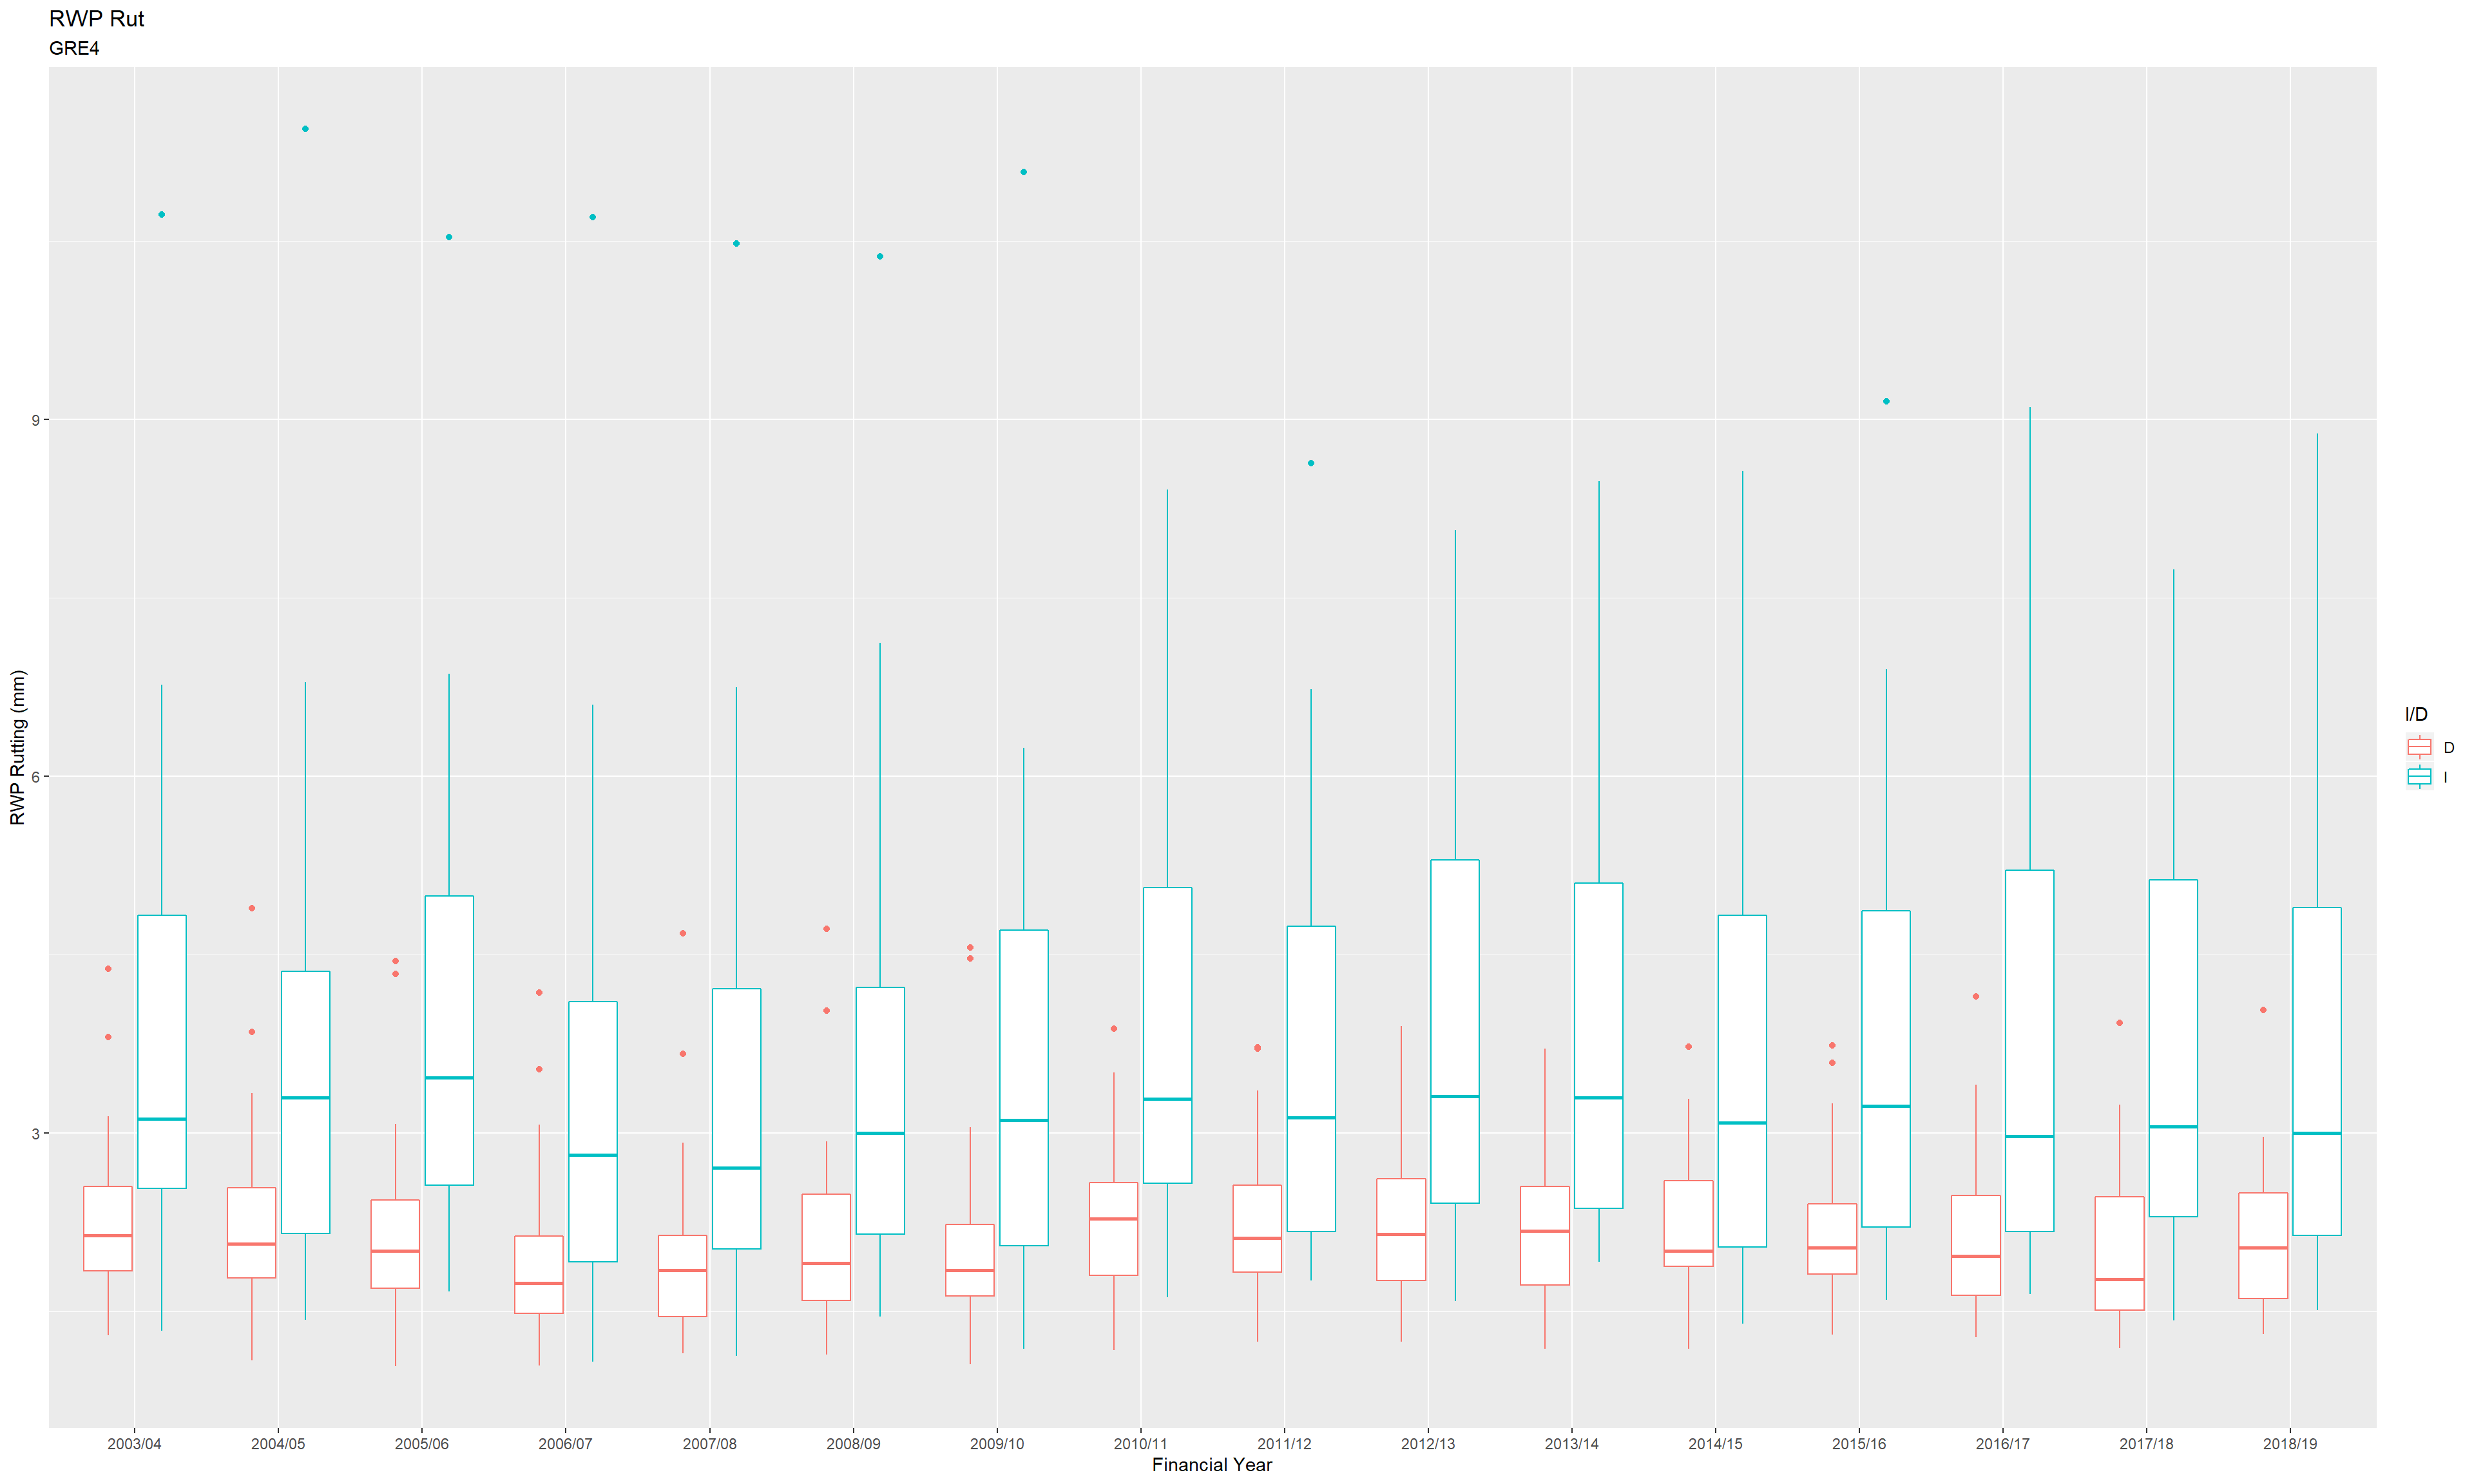 RWP Rut
GRE4
RWP Rutting (mm)
9
6
3
2003/04
2004/05
2005/06
2006/07
2007/08
2008/09
2009/10
2010/11
2011/12
2012/13
2013/14
2014/15
2015/16
2016/17
2017/18
2018/19
Financial Year
I/D
D
I